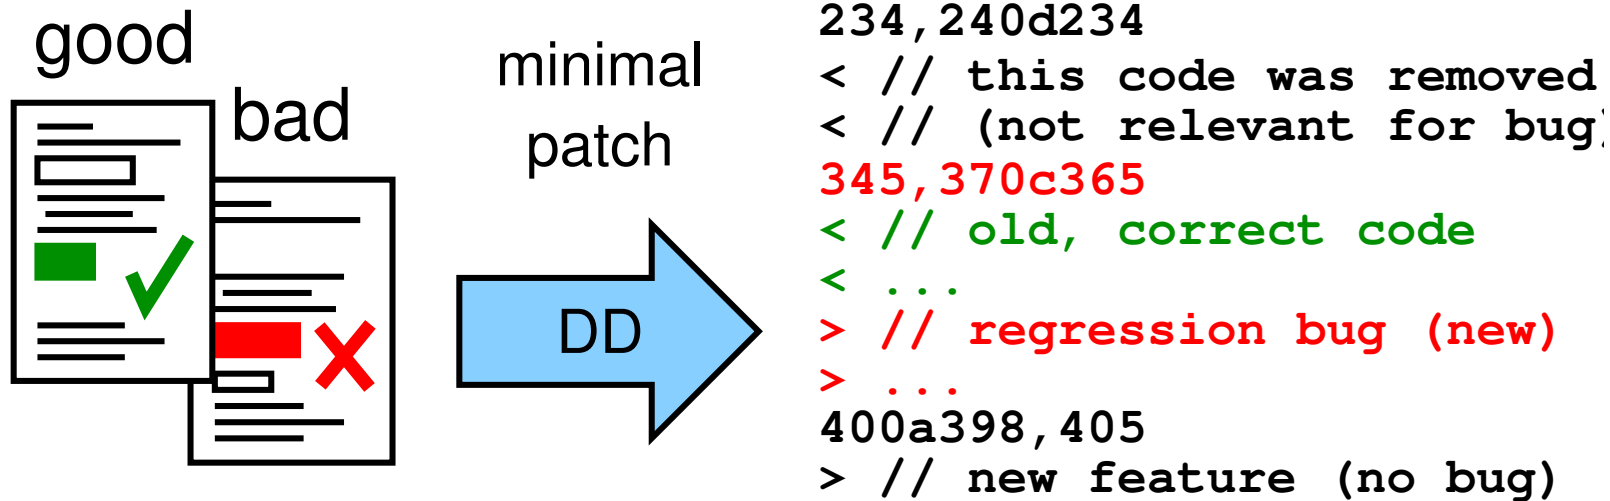 good
bad
minimal
patch
DD
234,240d234
< // this code was removed
< // (not relevant for bug)
345,370c365
< // old, correct code
< ...
> // regression bug (new)
> ...
400a398,405
> // new feature (no bug)